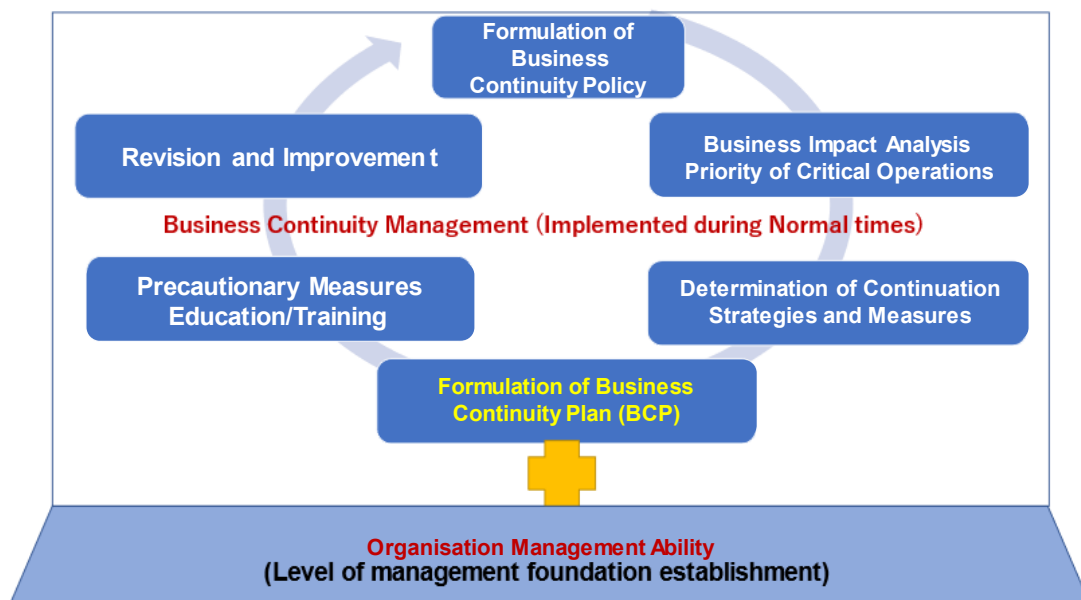 Formulation of
Business
Continuity Policy
Business Impact Analysis
Priority of Critical Operations
Revision and Improvement
Business Continuity Management (Implemented during Normal times)
Precautionary Measures
Education/Training
Determination of Continuation
Strategies and Measures
Formulation of Business
Continuity Plan (BCP)
Organisation Management Ability
(Level of management foundation establishment)